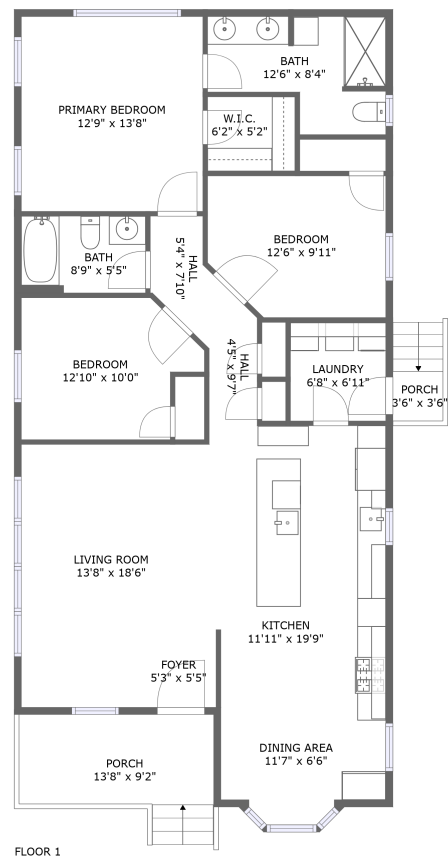 BATH
12'6" x 8'4"
PRIMARY BEDROOM
12'9" x 13'8"
W.I.C.
6'2" x 5'2"
BEDROOM
12'6" x 9'11"
BATH
8'9" x 5'5"
HALL
5'4" x 7'10"
BEDROOM
12'10" x 10'0"
HALL
4'5" x 9'7"
LAUNDRY
6'8" x 6'11"
PORCH
3'6" x 3'6"
LIVING ROOM
13'8" x 18'6"
KITCHEN
11'11" x 19'9"
FOYER
5'3" x 5'5"
PORCH
13'8" x 9'2"
DINING AREA
11'7" x 6'6"
FLOOR 1